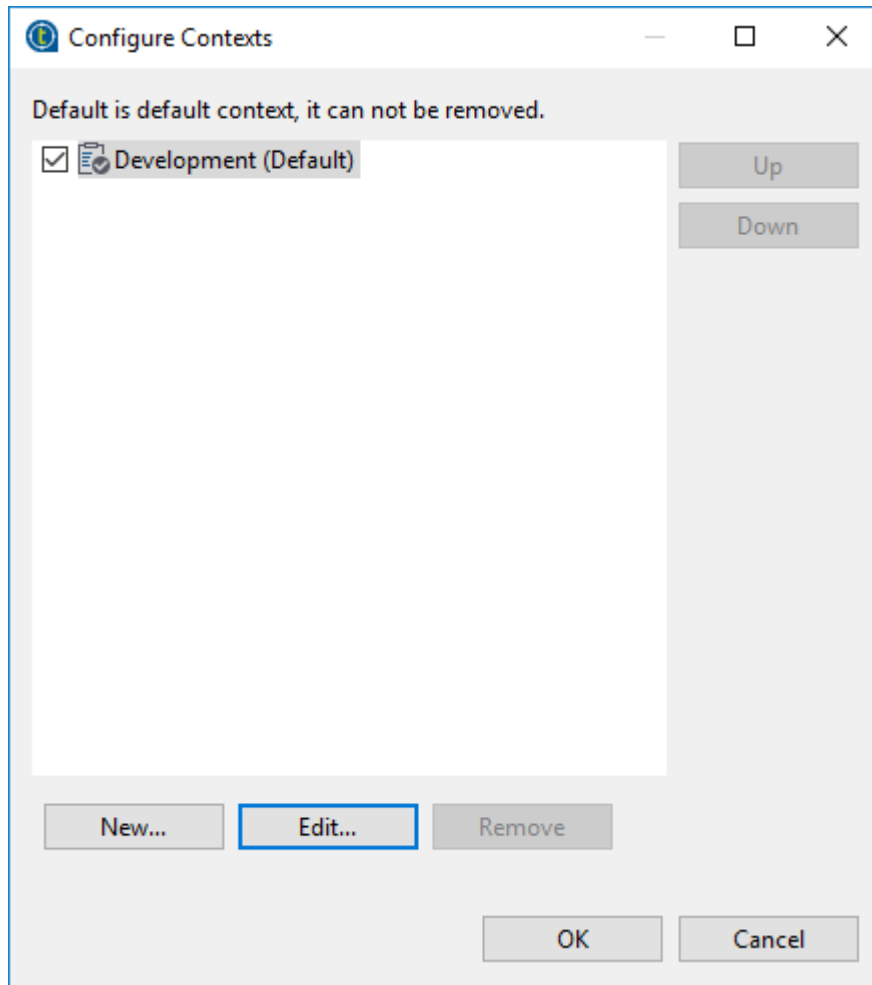 Configure Contexts
Default is default context, it can not be removed.
Development (Default)
Up
Down
New...
Edit...
Remove
OK
Cancel